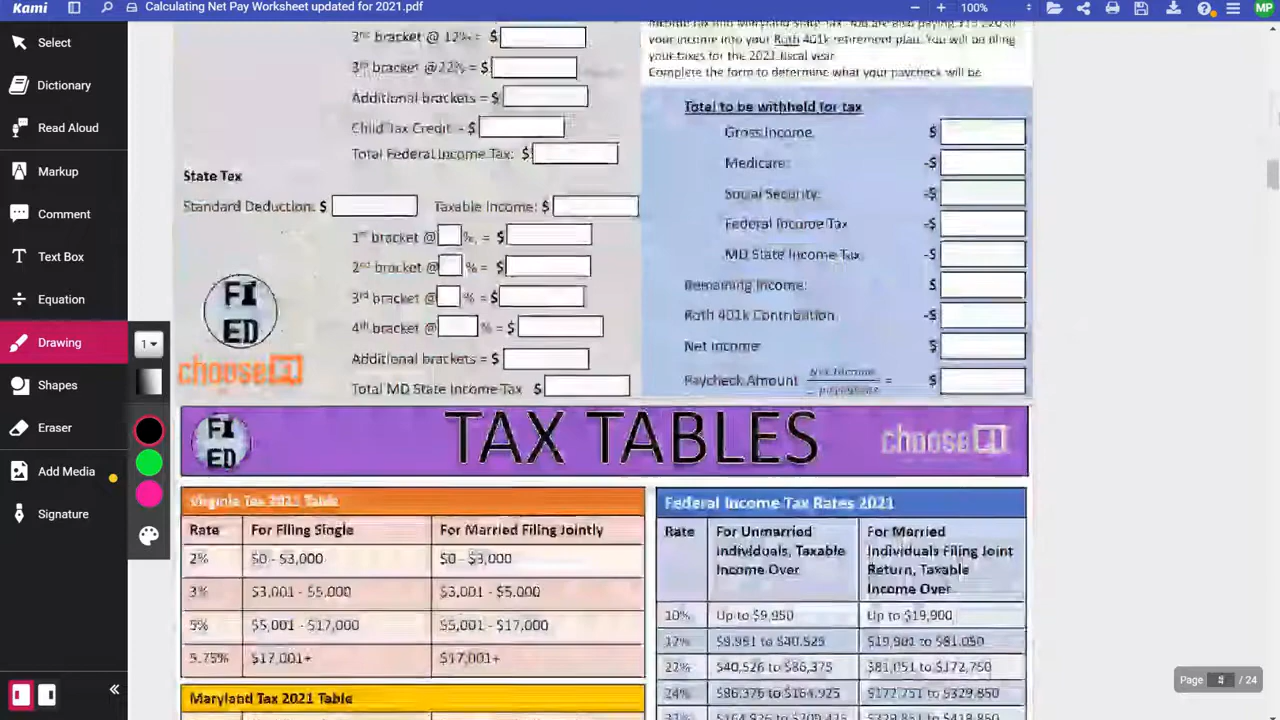 Kami
Calculating Net Pay Worksheet updated for 2021.pdf
100%
MP
Select
Dictionary
Read Aloud
Markup
Comment
Text Box
Equation
Drawing
Shapes
Eraser
Add Media
Signature
1
2nd bracket @ 12% = $
3rd bracket @22% = $
Additional brackets = $
Child Tax Credit - $
Total Federal Income Tax: $
State Tax
Standard Deduction: $
Taxable Income: $
1st bracket @ %, = $
2nd bracket @ % = $
3rd bracket @ % = $
4th bracket @ % = $
Additional brackets = $
Total MD State Income Tax $
FI ED
choose
your income into your Roth 401k retirement plan. You will be filing
your taxes for the 2021 fiscal year
Complete the form to determine what your paycheck will be
Total to be withheld for tax
Gross Income $
Medicare: -$
Social Security: -$
Federal Income Tax -$
MD State Income Tax -$
Remaining Income: $
Roth 401k Contribution -$
Net Income $
Paycheck Amount Net Income = $
FI ED
TAX TABLES
choose
Virginia Tax 2021 Table
Rate For Filing Single For Married Filing Jointly
2% $0 - $3,000 $0 - $3,000
3% $3,001 - $5,000 $3,001 - $5,000
5% $5,001 - $17,000 $5,001 - $17,000
5.75% $17,001+ $17,001+
Maryland Tax 2021 Table
Federal Income Tax Rates 2021
Rate For Unmarried Individuals, Taxable Income Over For Married Individuals Filing Joint Return, Taxable Income Over
10% Up to $9,950 Up to $19,900
12% $9,951 to $40,525 $19,901 to $81,050
22% $40,526 to $86,375 $81,051 to $172,750
24% $86,376 to $164,925 $172,751 to $329,850
Page / 24